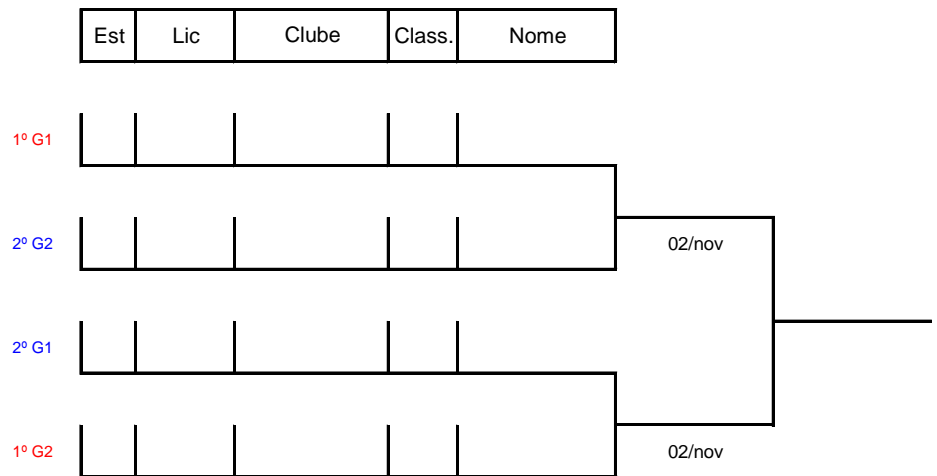 Est Lic Clube Class. Nome
1º G1
2º G2 02/nov
2º G1
1º G2 02/nov